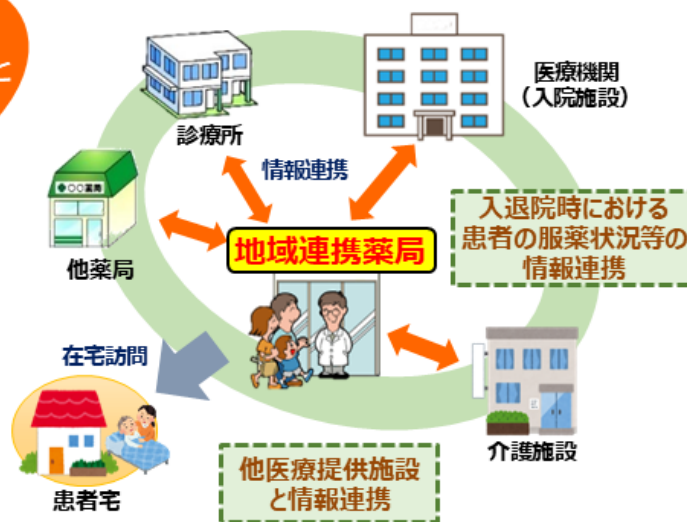 と
診療所
医療機関
（入院施設）
情報連携
〇〇薬局
他薬局
地域連携薬局
入退院時における
患者の服薬状況等の
情報連携
在宅訪問
患者宅
介護施設
他医療提供施設
と情報連携